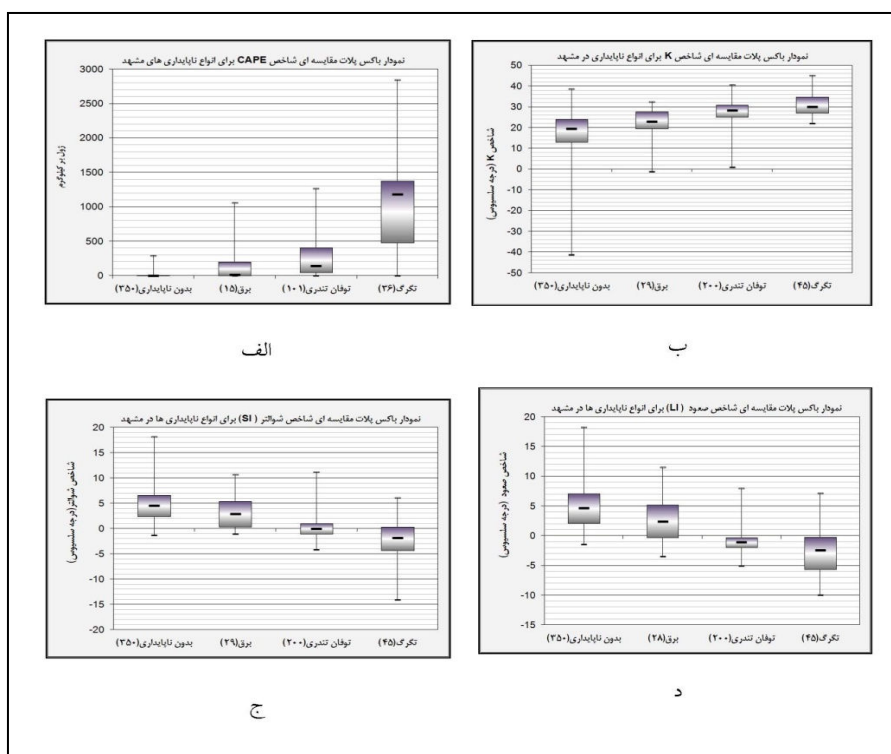 نمودار باکس پلات مقایسه ای شاخص CAPE برای انواع ناپایداری های مشهد
ژول بر کیلوگرم
3000
2500
2000
1500
1000
500
0
بدون ناپایداری(۳۵۰) برق(۱۵) توفان تندری(۱۰۱) تگرگ(۳۶)
الف
نمودار باکس پلات مقایسه ای شاخص K برای انواع ناپایداری در مشهد
شاخص K (درجه سلسیوس)
50
40
30
20
10
0
-10
-20
-30
-40
-50
بدون ناپایداری(۳۵۰) برق(۲۹) توفان تندری(۲۰۰) تگرگ(۴۵)
ب
نمودار باکس پلات مقایسه ای شاخص شوالتر (SI) برای انواع ناپایداری ها در مشهد
شاخص شوالتر(درجه سلسیوس)
20
15
10
5
0
-5
-10
-15
-20
بدون ناپایداری(۳۵۰) برق(۲۹) توفان تندری(۲۰۰) تگرگ(۴۵)
ج
نمودار باکس پلات مقایسه ای شاخص صعود (LI) برای انواع ناپایداری ها در مشهد
شاخص صعود (درجه سلسیوس)
20
15
10
5
0
-5
-10
-15
بدون ناپایداری(۳۵۰) برق(۲۸) توفان تندری(۲۰۰) تگرگ(۴۵)
د